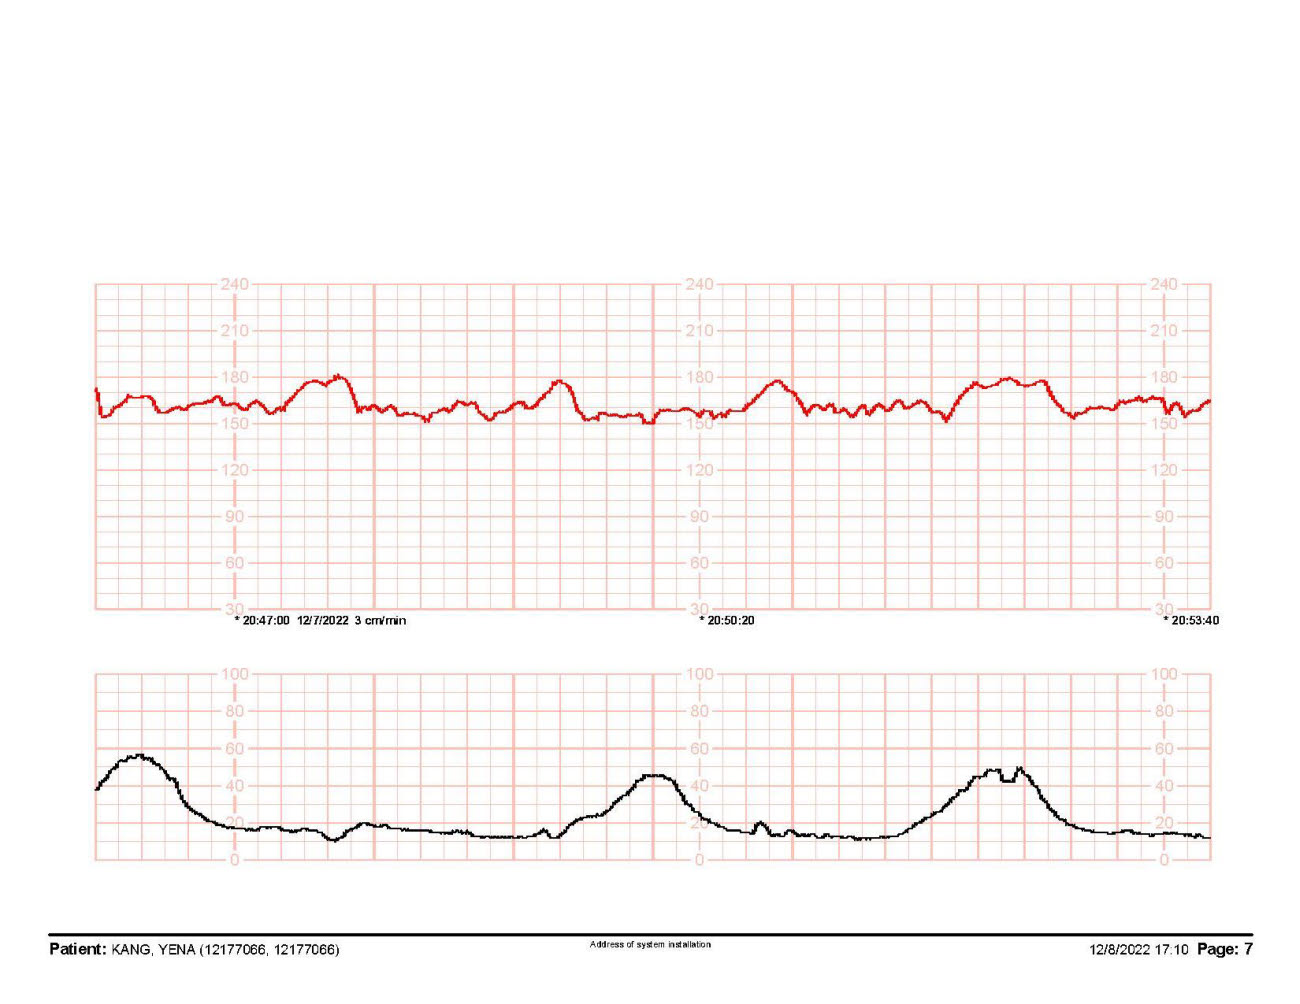 240 240 240
210 210 210
180 180 180
150 150 150
120 120 120
90 90 90
60 60 60
30 30 30
* 20:47:00 12/7/2022 3 cm/min * 20:50:20 * 20:53:40
100 100 100
80 80 80
60 60 60
40 40 40
20 20 20
0 0 0
Patient: KANG, YENA (12177066, 12177066) Address of system installation 12/8/2022 17:10 Page: 7